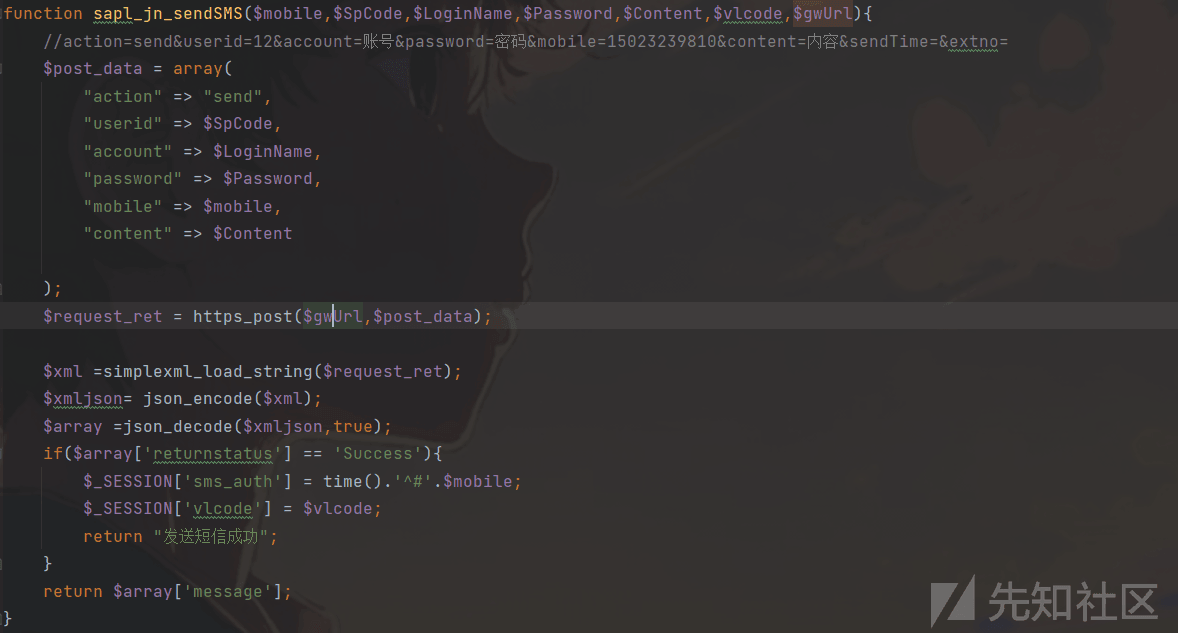 function sapl_jn_sendSMS($mobile,$SpCode,$LoginName,$Password,$Content,$vlcode,$gwUrl){
    //action=send&userid=12&account=账号&password=密码&mobile=15023239810&content=内容&sendTime=&extno=
    $post_data = array(
        "action" => "send",
        "userid" => $SpCode,
        "account" => $LoginName,
        "password" => $Password,
        "mobile" => $mobile,
        "content" => $Content
    );
    $request_ret = https_post($gwUrl,$post_data);
    $xml =simplexml_load_string($request_ret);
    $xmljson= json_encode($xml);
    $array =json_decode($xmljson,true);
    if($array['returnstatus'] == 'Success'){
        $_SESSION['sms_auth'] = time().'^#'.$mobile;
        $_SESSION['vlcode'] = $vlcode;
        return "发送短信成功";
    }
    return $array['message'];
}
先知社区